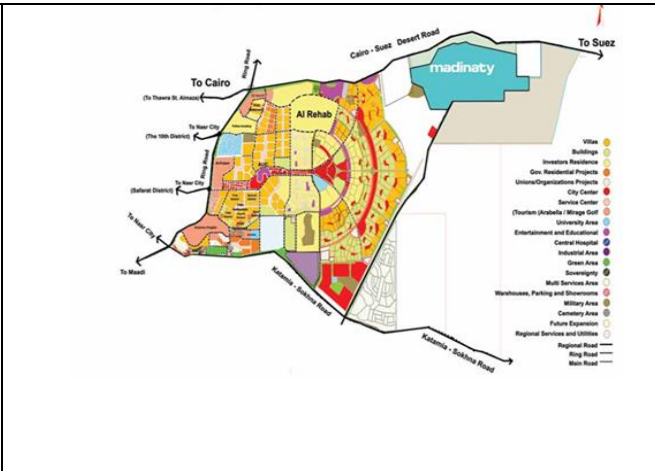 To Suez
Cairo - Suez Desert Road
madinaty
Ring Road
To Cairo
(To Thawra St. Almaza)
Al Rehab
To Nasr City
(The 10th District)
Ring Road
To Nasr City
(Safarat District)
To Nasr City
To Maadi
Katamia - Sokhna Road
Katamia - Sokhna Road
Villas
Buildings
Investors Residence
Gov. Residential Projects
Unions/Organizations Projects
City Center
Service Center
(Tourism (Arabella / Mirage Golf
University Area
Entertainment and Educational
Central Hospital
Industrial Area
Green Area
Sovereignty
Multi Services Area
Warehouses, Parking and Showrooms
Military Area
Cemetery Area
Future Expansion
Regional Services and Utilities
Regional Road
Ring Road
Main Road